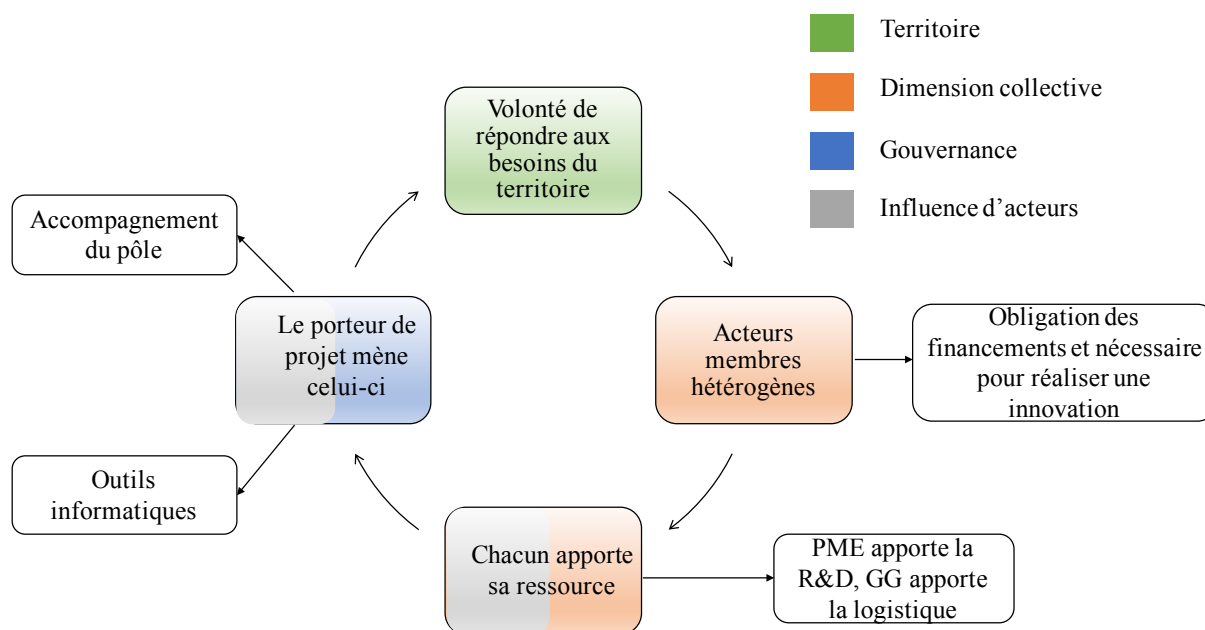 Territoire
Dimension collective
Gouvernance
Influence d'acteurs
Volonté de
répondre aux
besoins du
territoire
Accompagnement
du pôle
Le porteur de
projet mène
celui-ci
Acteurs
membres
hétérogènes
Obligation des
financements et nécessaire
pour réaliser une
innovation
Outils
informatiques
Chacun apporte
sa ressource
PME apporte la
R&D, GG apporte
la logistique